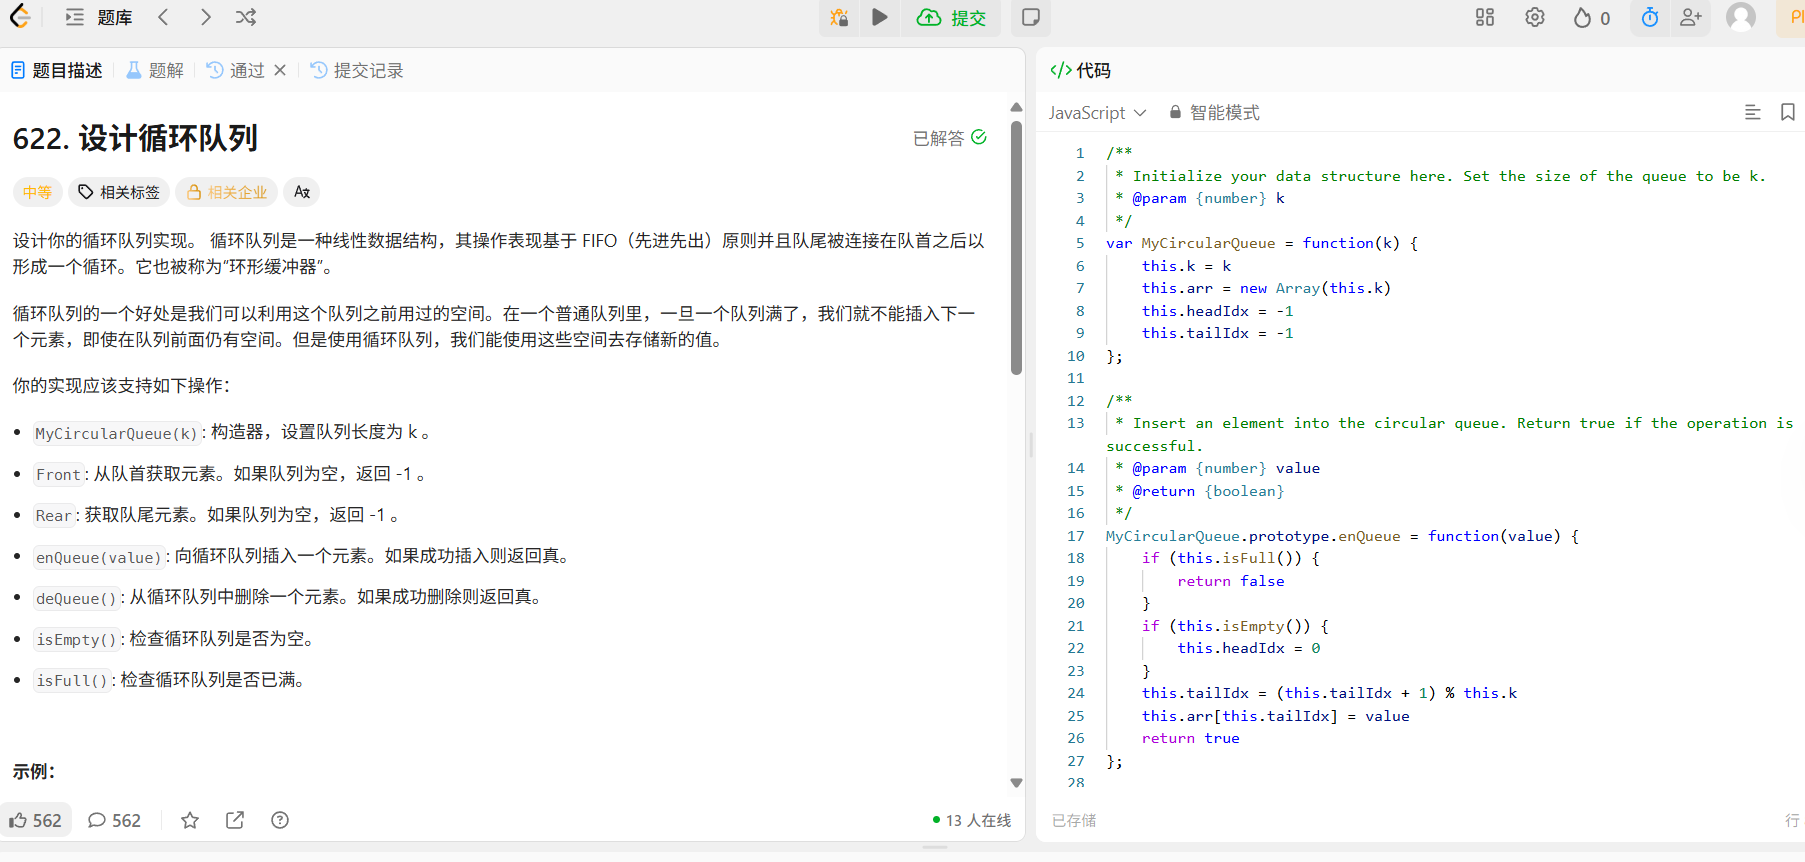 题库
提交
0
题目描述
题解
通过
提交记录
622. 设计循环队列
已解答
中等
相关标签
相关企业
设计你的循环队列实现。 循环队列是一种线性数据结构，其操作表现基于 FIFO（先进先出）原则并且队尾被连接在队首之后以
形成一个循环。它也被称为“环形缓冲器”。
循环队列的一个好处是我们可以利用这个队列之前用过的空间。在一个普通队列里，一旦一个队列满了，我们就不能插入下一
个元素，即使在队列前面仍有空间。但是使用循环队列，我们能使用这些空间去存储新的值。
你的实现应该支持如下操作：
MyCircularQueue(k): 构造器，设置队列长度为 k 。
Front: 从队首获取元素。如果队列为空，返回 -1 。
Rear: 获取队尾元素。如果队列为空，返回 -1 。
enQueue(value): 向循环队列插入一个元素。如果成功插入则返回真。
deQueue(): 从循环队列中删除一个元素。如果成功删除则返回真。
isEmpty(): 检查循环队列是否为空。
isFull(): 检查循环队列是否已满。
示例：
562
562
13 人在线
</> 代码
JavaScript
智能模式
1 /**
2 * Initialize your data structure here. Set the size of the queue to be k.
3 * @param {number} k
4 */
5 var MyCircularQueue = function(k) {
6 this.k = k
7 this.arr = new Array(this.k)
8 this.headIdx = -1
9 this.tailIdx = -1
10 };
11
12 /**
13 * Insert an element into the circular queue. Return true if the operation is
successful.
14 * @param {number} value
15 * @return {boolean}
16 */
17 MyCircularQueue.prototype.enQueue = function(value) {
18 if (this.isFull()) {
19 return false
20 }
21 if (this.isEmpty()) {
22 this.headIdx = 0
23 }
24 this.tailIdx = (this.tailIdx + 1) % this.k
25 this.arr[this.tailIdx] = value
26 return true
27 };
28
已存储
行